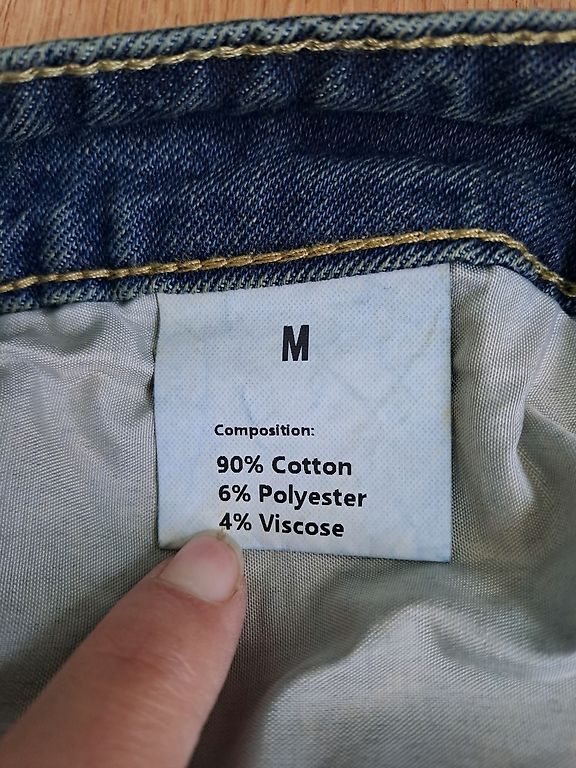 M
Composition:
90% Cotton
6% Polyester
4% Viscose